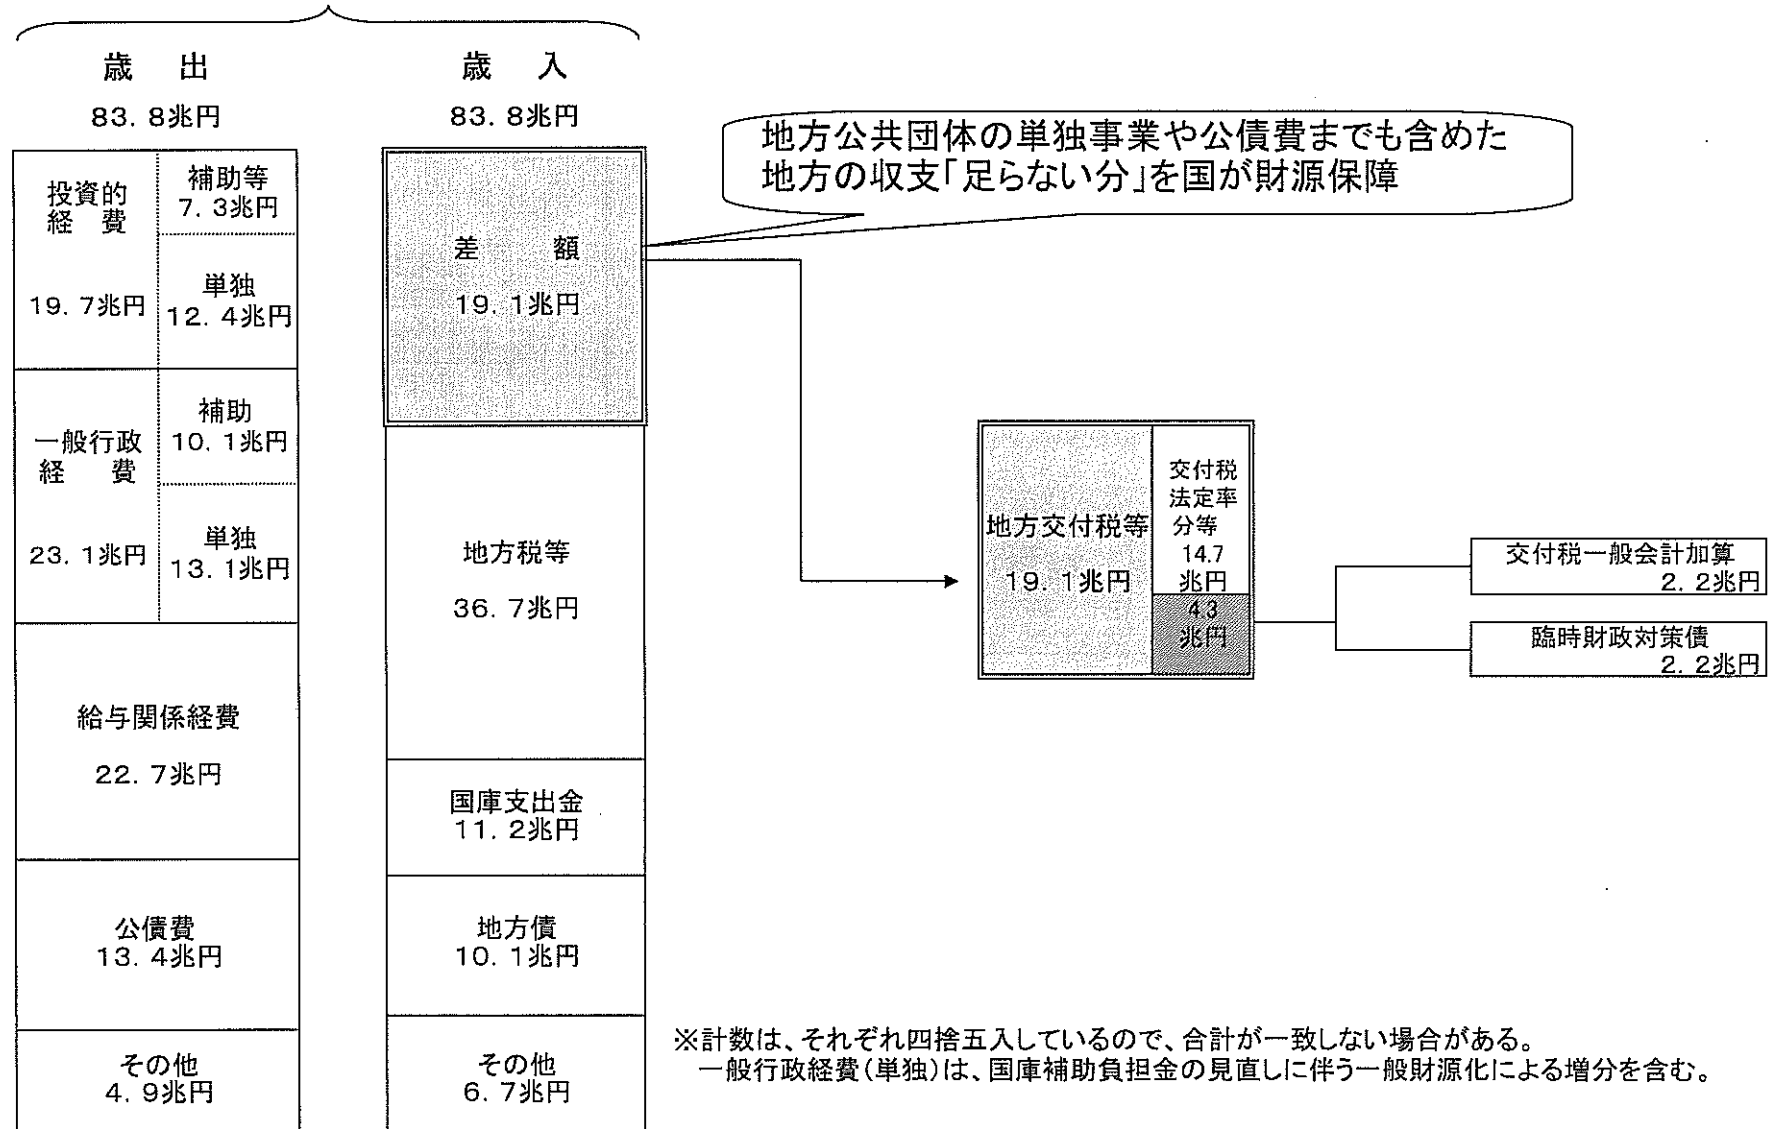 歳 出
83. 8兆円
投資的
経 費
19. 7兆円
補助等
7. 3兆円
単独
12. 4兆円
一般行政
経 費
23. 1兆円
補助
10. 1兆円
単独
13. 1兆円
給与関係経費
22. 7兆円
公債費
13. 4兆円
その他
4. 9兆円
歳 入
83. 8兆円
差 額
19. 1兆円
地方税等
36. 7兆円
国庫支出金
11. 2兆円
地方債
10. 1兆円
その他
6. 7兆円
地方公共団体の単独事業や公債費までも含めた
地方の収支「足らない分」を国が財源保障
地方交付税等
19. 1兆円
交付税
法定率
分等
14.7
兆円
4.3
兆円
交付税一般会計加算
2. 2兆円
臨時財政対策債
2. 2兆円
※計数は、それぞれ四捨五入しているので、合計が一致しない場合がある。
一般行政経費(単独)は、国庫補助負担金の見直しに伴う一般財源化による増分を含む。